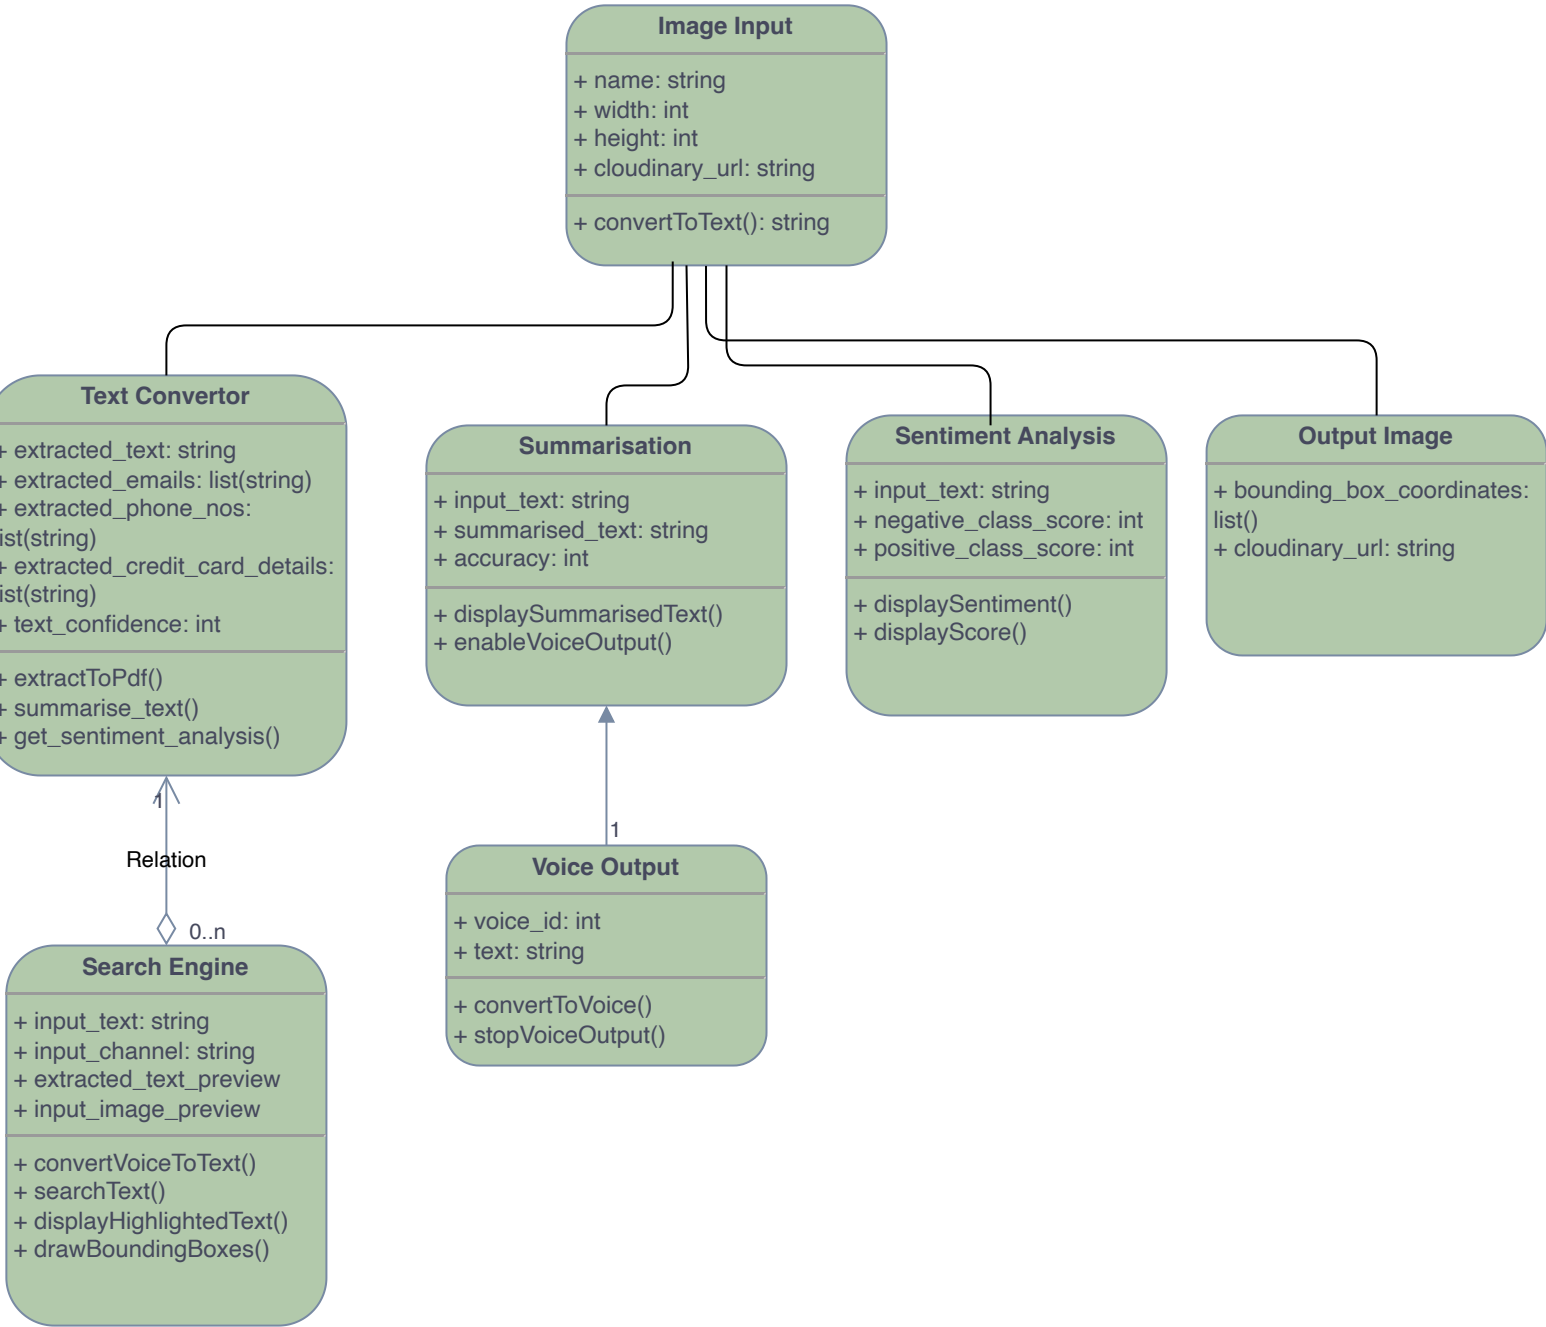 Image Input
+ name: string
+ width: int
+ height: int
+ cloudinary_url: string
+ convertToText(): string
Text Convertor
+ extracted_text: string
+ extracted_emails: list(string)
+ extracted_phone_nos:
ist(string)
+ extracted_credit_card_details:
ist(string)
+ text_confidence: int
+ extractToPdf()
+ summarise_text()
+ get_sentiment_analysis()
Summarisation
+ input_text: string
+ summarised_text: string
+ accuracy: int
+ displaySummarisedText()
+ enableVoiceOutput()
Sentiment Analysis
+ input_text: string
+ negative_class_score: int
+ positive_class_score: int
+ displaySentiment()
+ displayScore()
Output Image
+ bounding_box_coordinates:
list()
+ cloudinary_url: string
1
Relation
0..n
1
Search Engine
+ input_text: string
+ input_channel: string
+ extracted_text_preview
+ input_image_preview
+ convertVoiceToText()
+ searchText()
+ displayHighlightedText()
+ drawBoundingBoxes()
Voice Output
+ voice_id: int
+ text: string
+ convertToVoice()
+ stopVoiceOutput()